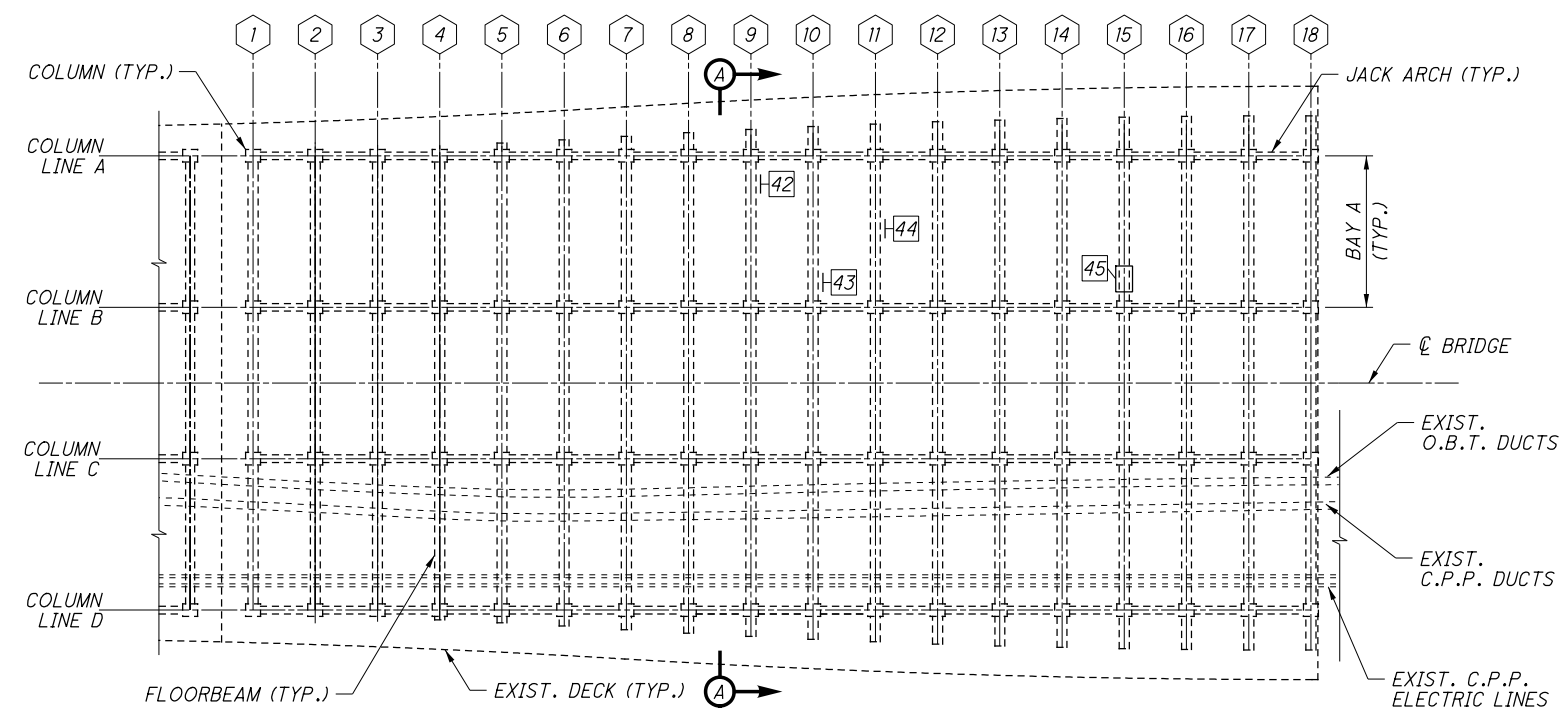 1 2 3 4 5 6 7 8 9 10 11 12 13 14 15 16 17 18
COLUMN (TYP.)
A
JACK ARCH (TYP.)
COLUMN
LINE A
42
44
43
45
BAY A
(TYP.)
COLUMN
LINE B
℄ BRIDGE
COLUMN
LINE C
EXIST.
O.B.T. DUCTS
EXIST.
C.P.P. DUCTS
COLUMN
LINE D
FLOORBEAM (TYP.)
EXIST. DECK (TYP.)
A
EXIST. C.P.P.
ELECTRIC LINES